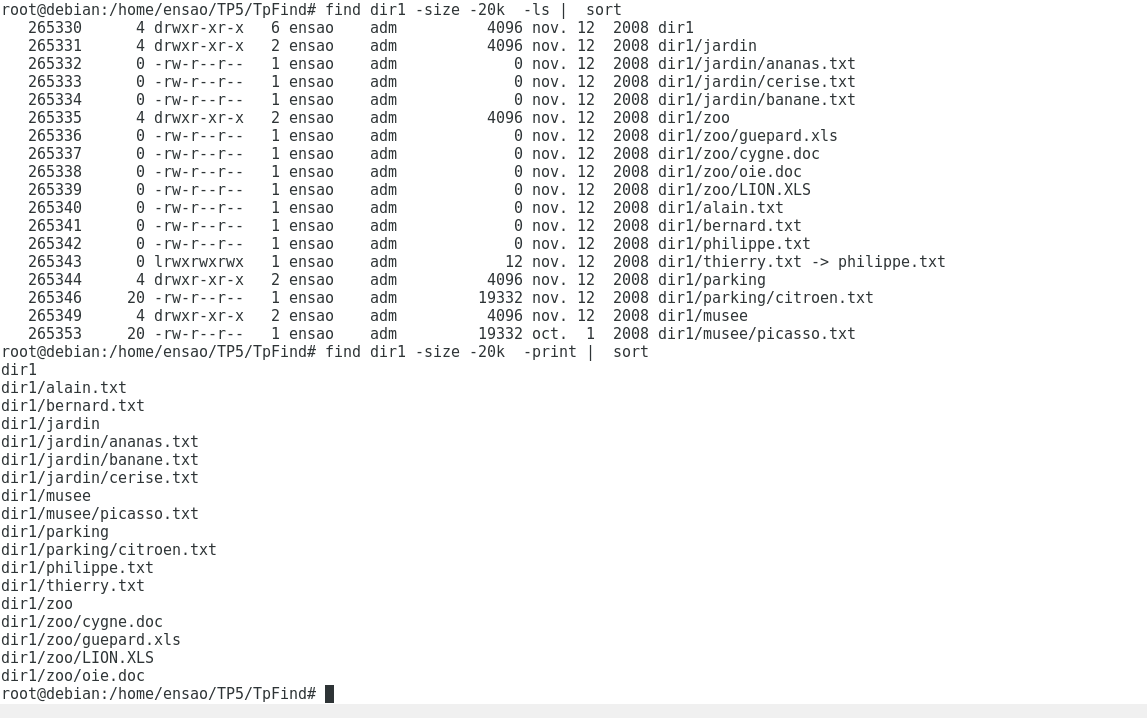 root@debian:/home/ensao/TP5/TpFind# find dir1 -size -20k  -ls |  sort
   265330      4 drwxr-xr-x   6 ensao    adm          4096 nov. 12  2008 dir1
   265331      4 drwxr-xr-x   2 ensao    adm          4096 nov. 12  2008 dir1/jardin
   265332      0 -rw-r--r--   1 ensao    adm             0 nov. 12  2008 dir1/jardin/ananas.txt
   265333      0 -rw-r--r--   1 ensao    adm             0 nov. 12  2008 dir1/jardin/cerise.txt
   265334      0 -rw-r--r--   1 ensao    adm             0 nov. 12  2008 dir1/jardin/banane.txt
   265335      4 drwxr-xr-x   2 ensao    adm          4096 nov. 12  2008 dir1/zoo
   265336      0 -rw-r--r--   1 ensao    adm             0 nov. 12  2008 dir1/zoo/guepard.xls
   265337      0 -rw-r--r--   1 ensao    adm             0 nov. 12  2008 dir1/zoo/cygne.doc
   265338      0 -rw-r--r--   1 ensao    adm             0 nov. 12  2008 dir1/zoo/oie.doc
   265339      0 -rw-r--r--   1 ensao    adm             0 nov. 12  2008 dir1/zoo/LION.XLS
   265340      0 -rw-r--r--   1 ensao    adm             0 nov. 12  2008 dir1/alain.txt
   265341      0 -rw-r--r--   1 ensao    adm             0 nov. 12  2008 dir1/bernard.txt
   265342      0 -rw-r--r--   1 ensao    adm             0 nov. 12  2008 dir1/philippe.txt
   265343      0 lrwxrwxrwx   1 ensao    adm            12 nov. 12  2008 dir1/thierry.txt -> philippe.txt
   265344      4 drwxr-xr-x   2 ensao    adm          4096 nov. 12  2008 dir1/parking
   265346     20 -rw-r--r--   1 ensao    adm         19332 nov. 12  2008 dir1/parking/citroen.txt
   265349      4 drwxr-xr-x   2 ensao    adm          4096 nov. 12  2008 dir1/musee
   265353     20 -rw-r--r--   1 ensao    adm         19332 oct.  1  2008 dir1/musee/picasso.txt
root@debian:/home/ensao/TP5/TpFind# find dir1 -size -20k  -print |  sort
dir1
dir1/alain.txt
dir1/bernard.txt
dir1/jardin
dir1/jardin/ananas.txt
dir1/jardin/banane.txt
dir1/jardin/cerise.txt
dir1/musee
dir1/musee/picasso.txt
dir1/parking
dir1/parking/citroen.txt
dir1/philippe.txt
dir1/thierry.txt
dir1/zoo
dir1/zoo/cygne.doc
dir1/zoo/guepard.xls
dir1/zoo/LION.XLS
dir1/zoo/oie.doc
root@debian:/home/ensao/TP5/TpFind#